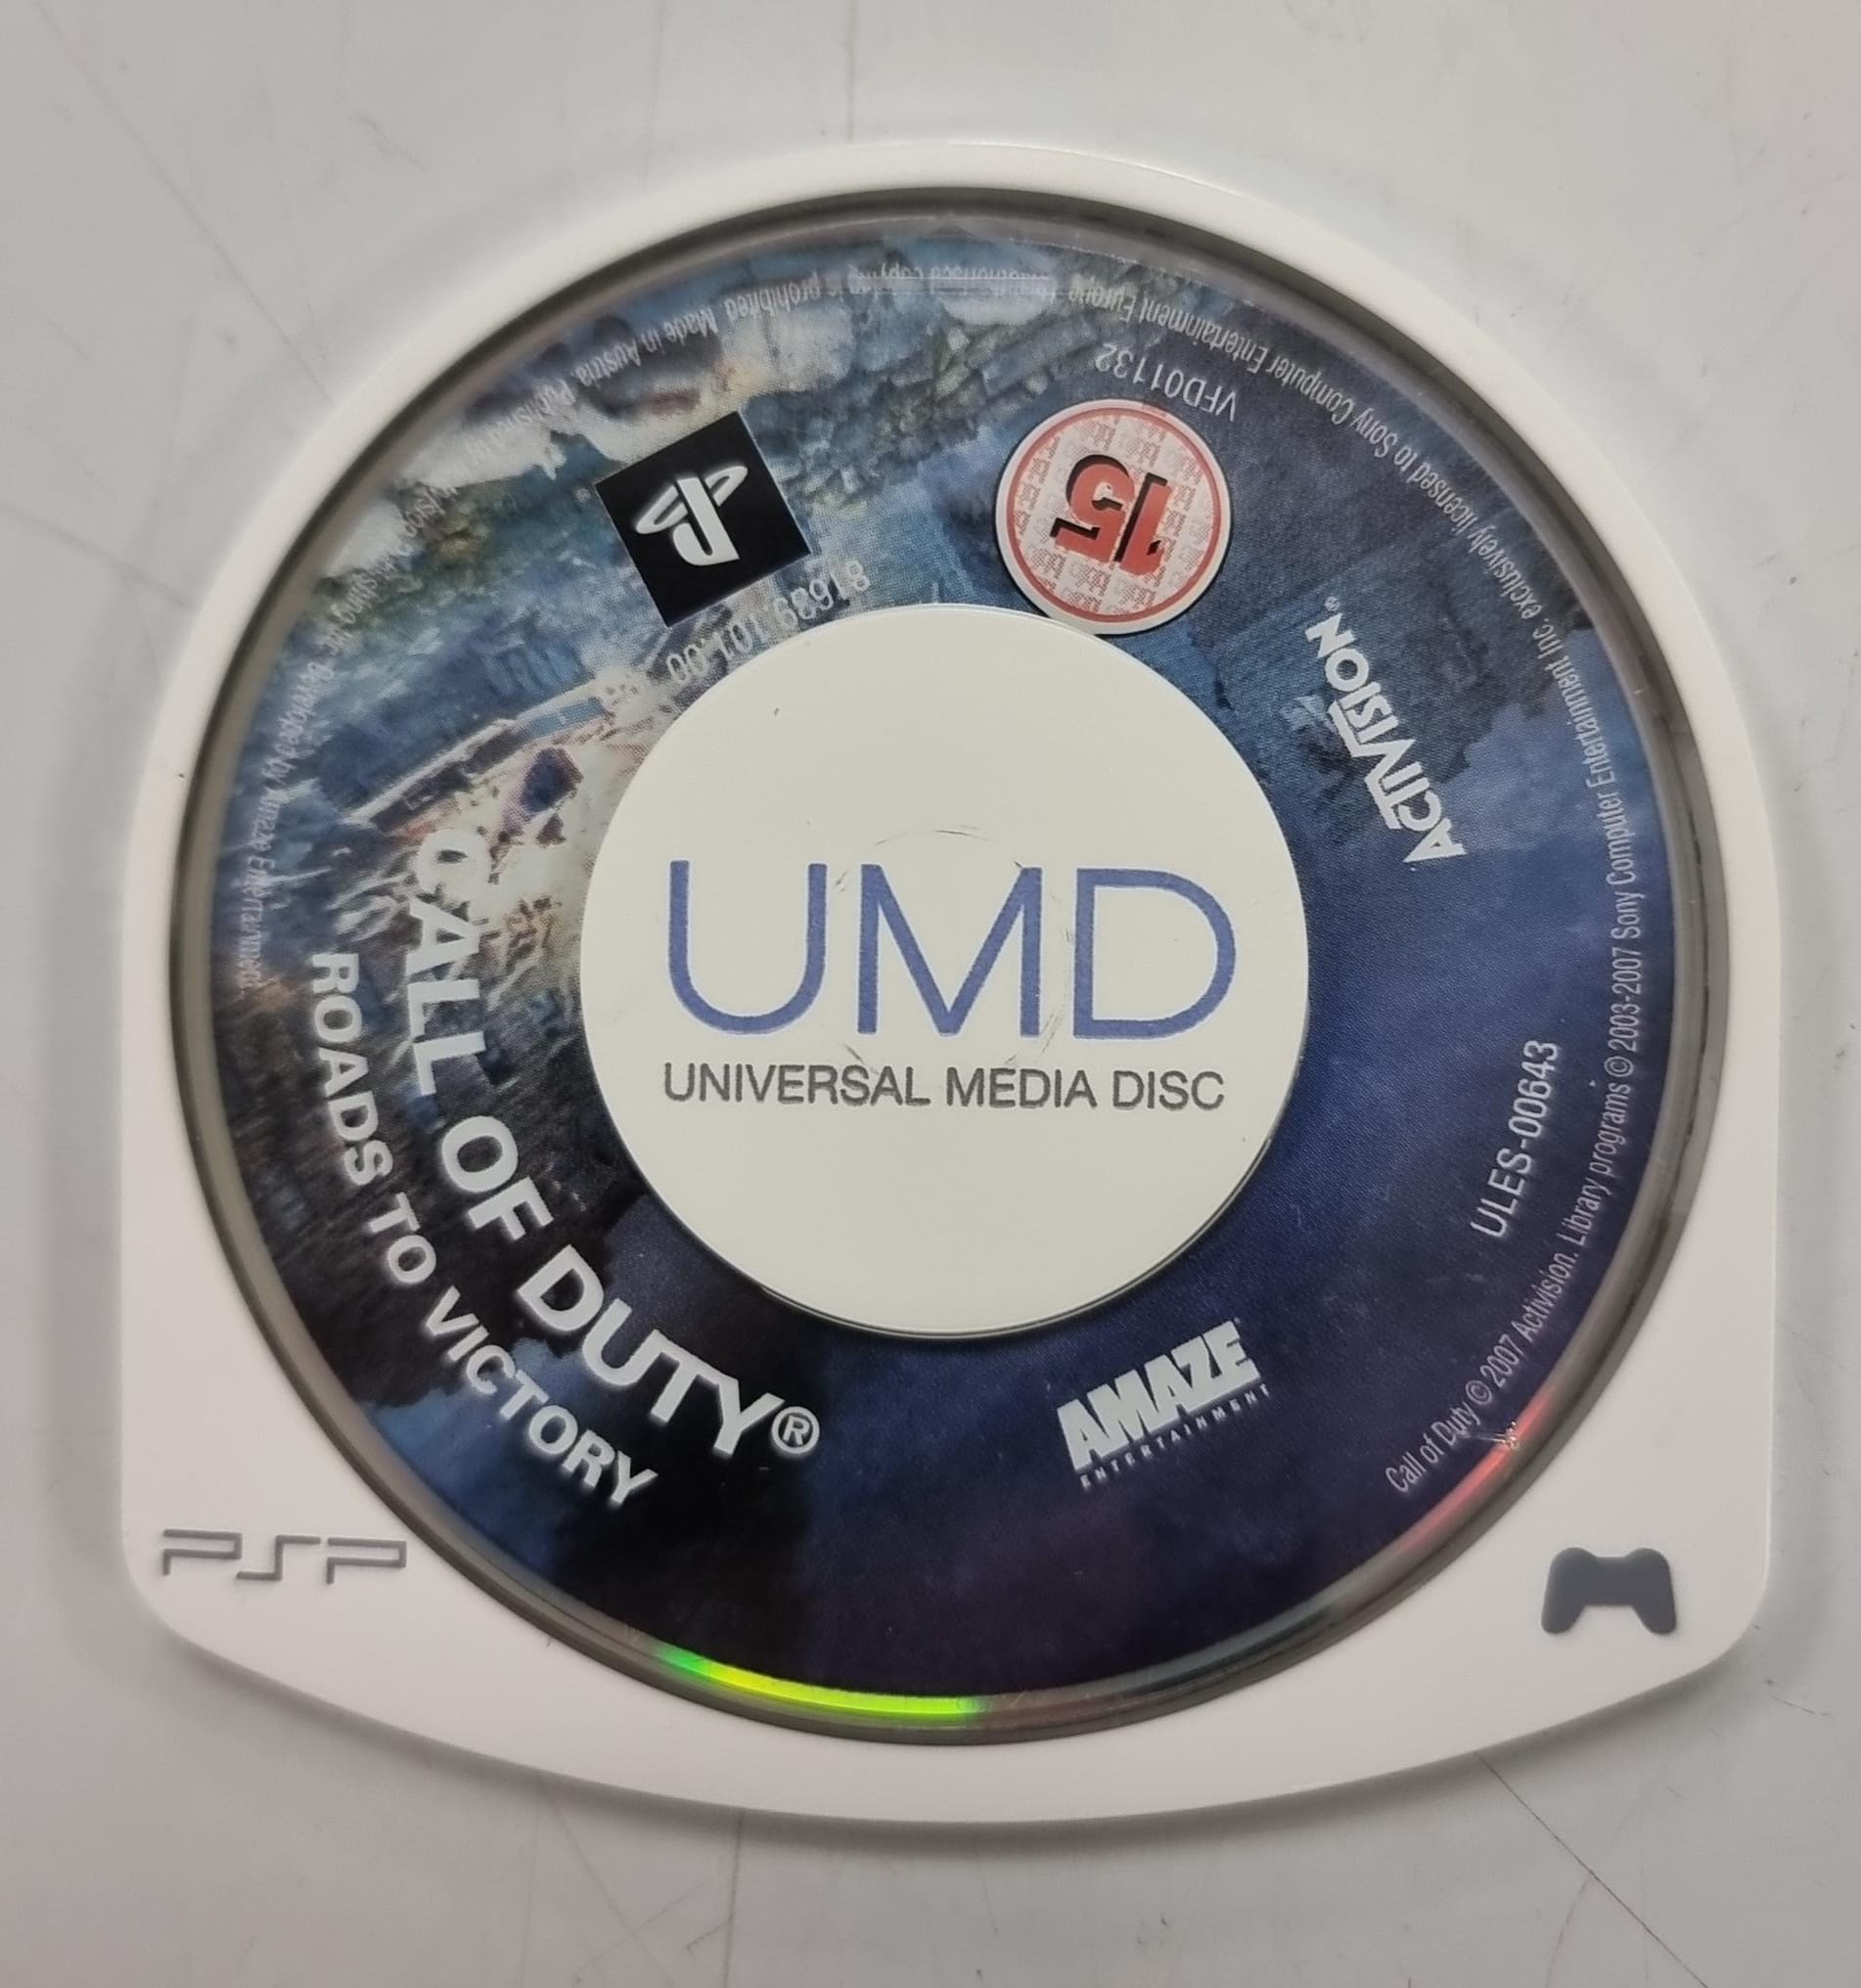 UMD
UNIVERSAL MEDIA DISC
CALL OF DUTY®
ROADS TO VICTORY
AMAZE
ENTERTAINMENT
ULES-00643
ACTIVISION®
15
VFD01132
Call of Duty © 2007 Activision. Library programs © 2003-2007 Sony Computer Entertainment Inc. exclusively licensed to Sony Computer Entertainment Europe
is prohibited
Made in Austria
PSP